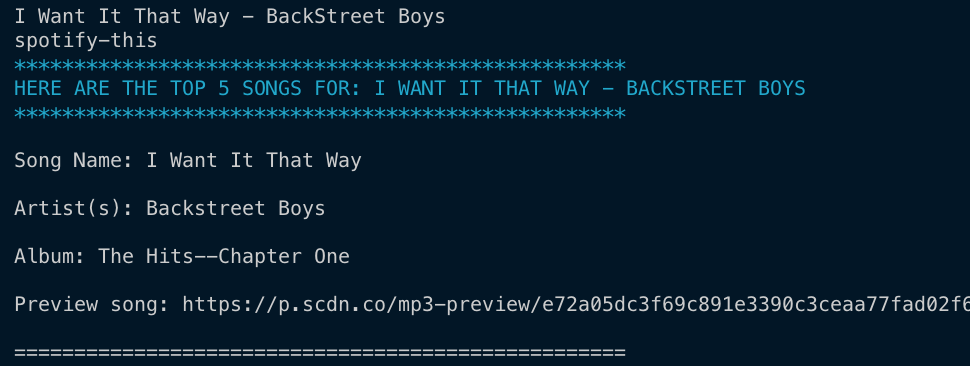 I Want It That Way - BackStreet Boys
spotify-this
***************************************************
HERE ARE THE TOP 5 SONGS FOR: I WANT IT THAT WAY - BACKSTREET BOYS
***************************************************
Song Name: I Want It That Way
Artist(s): Backstreet Boys
Album: The Hits--Chapter One
Preview song: https://p.scdn.co/mp3-preview/e72a05dc3f69c891e3390c3ceaa77fad02f6
===================================================